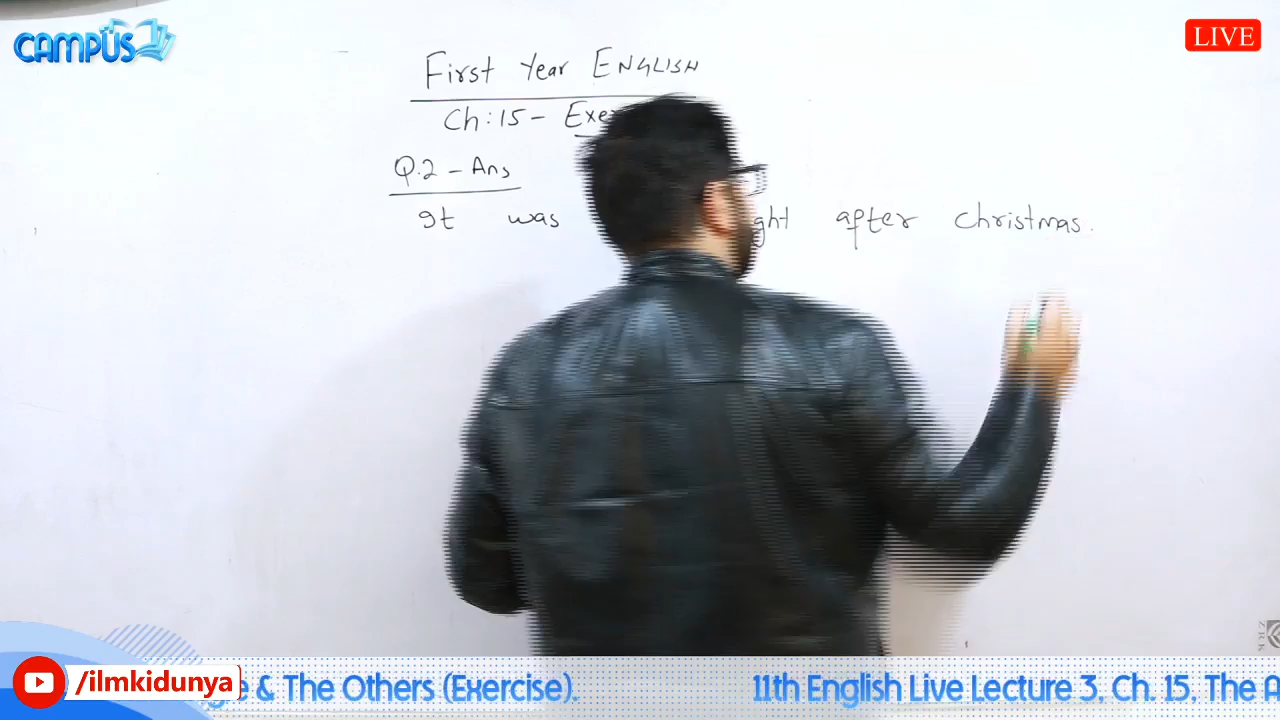 CAMPUS
LIVE
First Year ENGLISH
Ch:15- Exe
Q.2 - Ans
It was ght after christmas.
/ilmkidunya
e & The Others (Exercise). 11th English Live Lecture 3, Ch. 15, The A